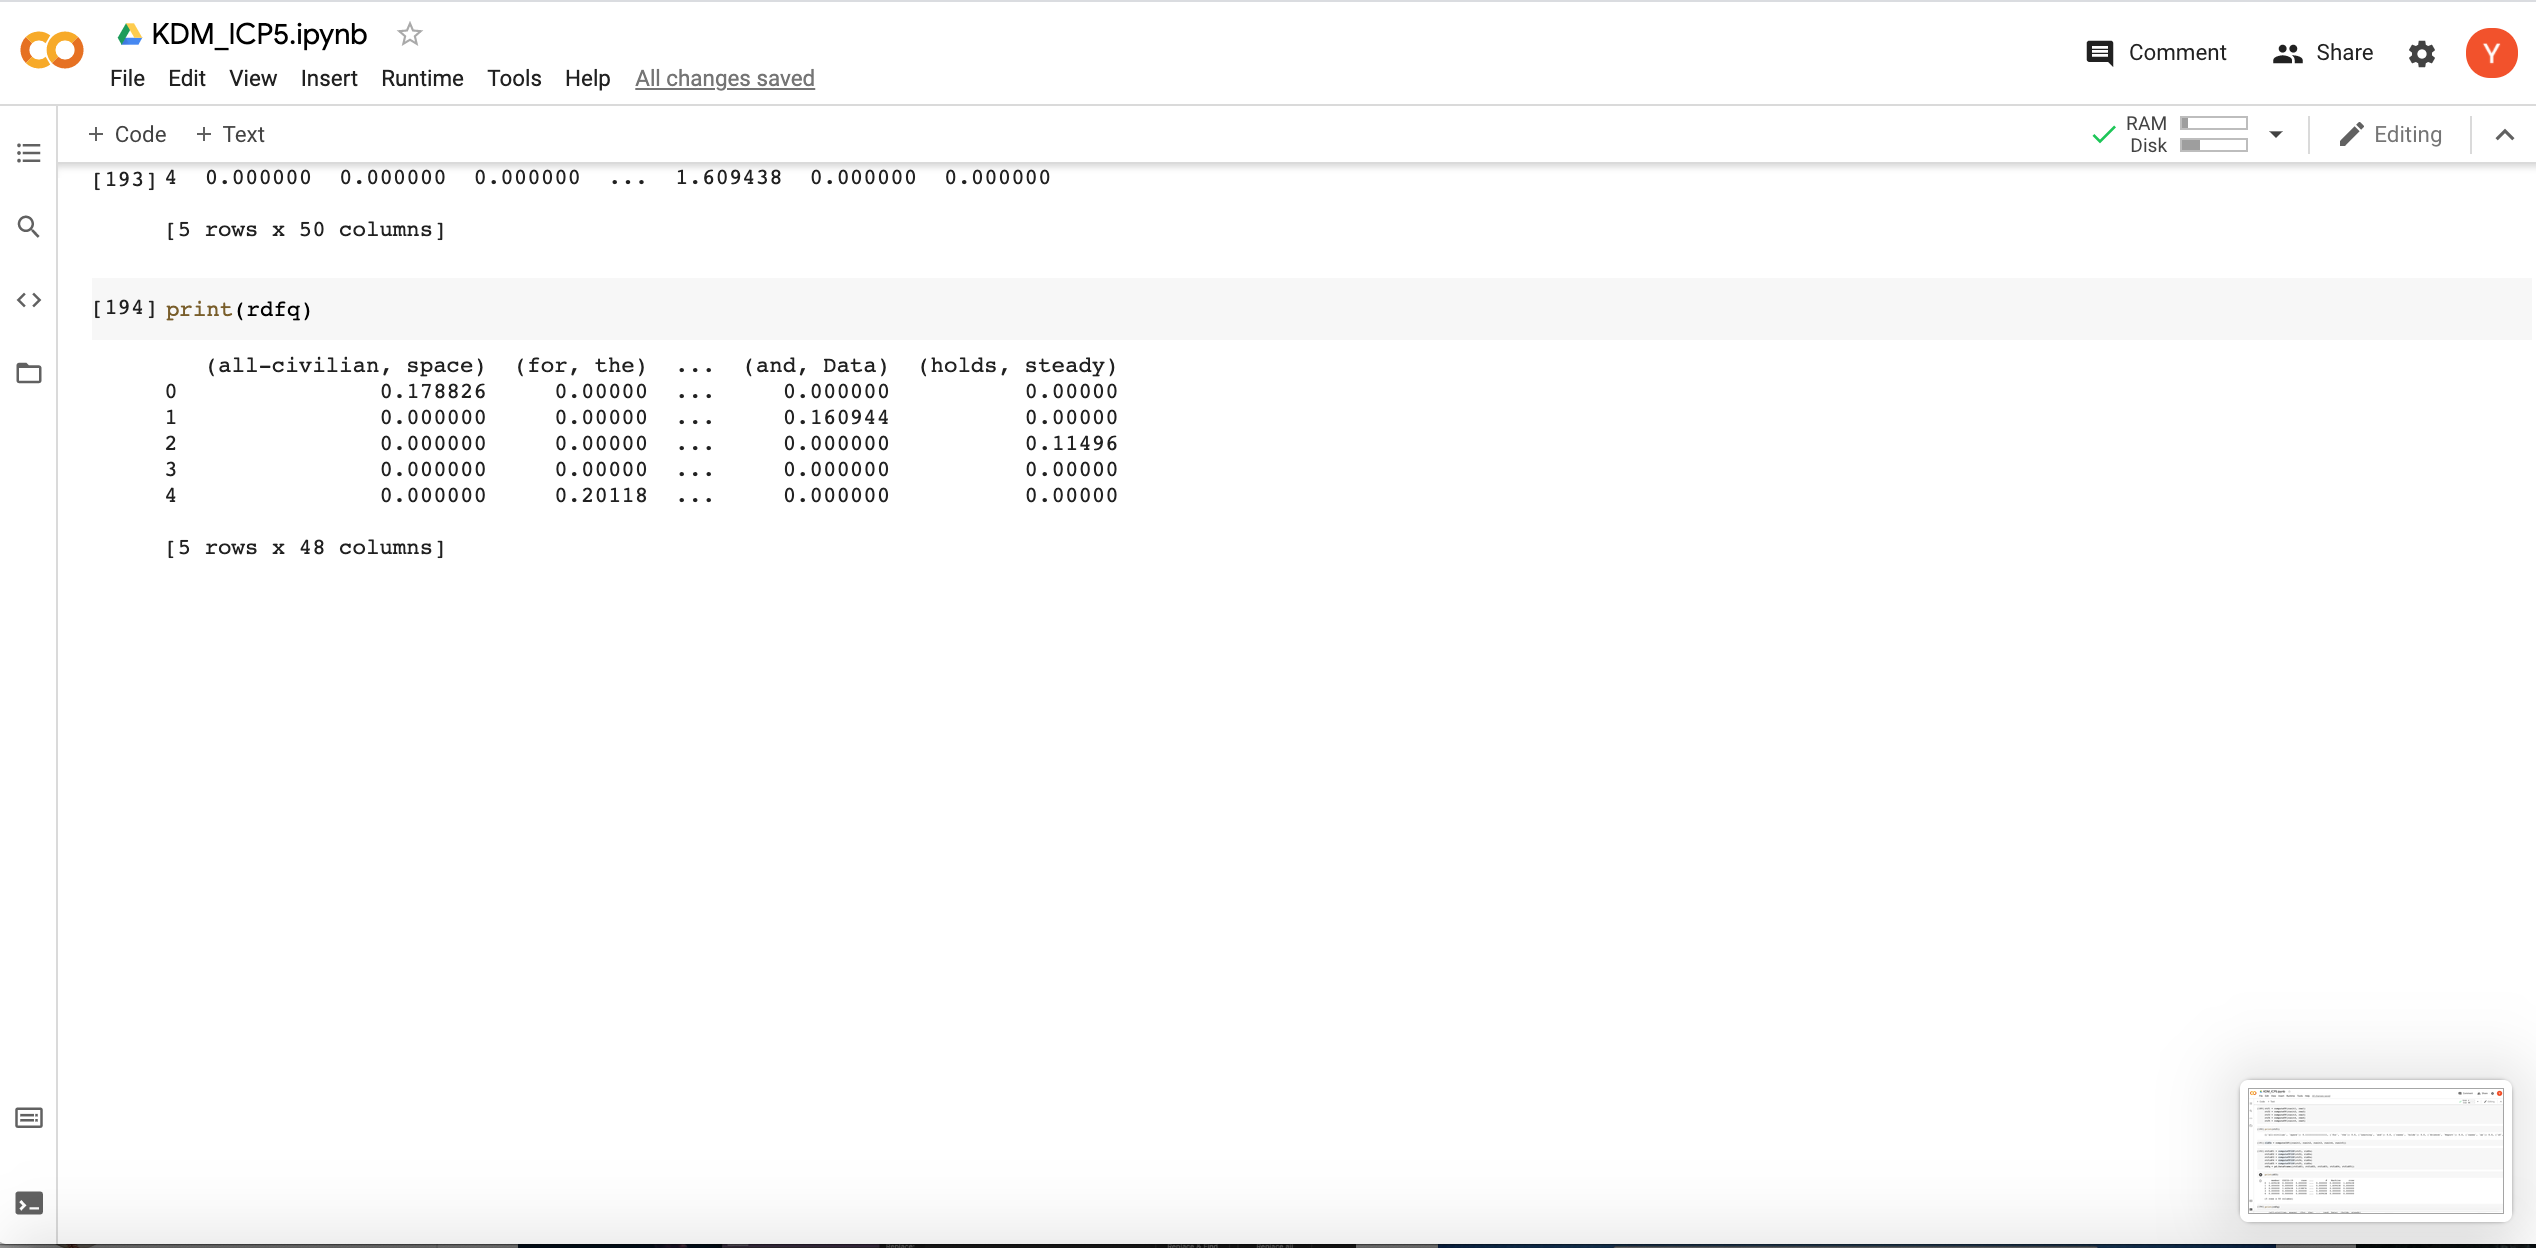 KDM_ICP5.ipynb
Comment Share Y
File Edit View Insert Runtime Tools Help All changes saved
+ Code + Text
RAM
Disk
Editing
[193] 4 0.000000 0.000000 0.000000 ... 1.609438 0.000000 0.000000
[5 rows x 50 columns]
[194] print(rdfq)
(all-civilian, space) (for, the) ... (and, Data) (holds, steady)
0 0.178826 0.00000 ... 0.000000 0.00000
1 0.000000 0.00000 ... 0.160944 0.00000
2 0.000000 0.00000 ... 0.000000 0.11496
3 0.000000 0.00000 ... 0.000000 0.00000
4 0.000000 0.20118 ... 0.000000 0.00000
[5 rows x 48 columns]